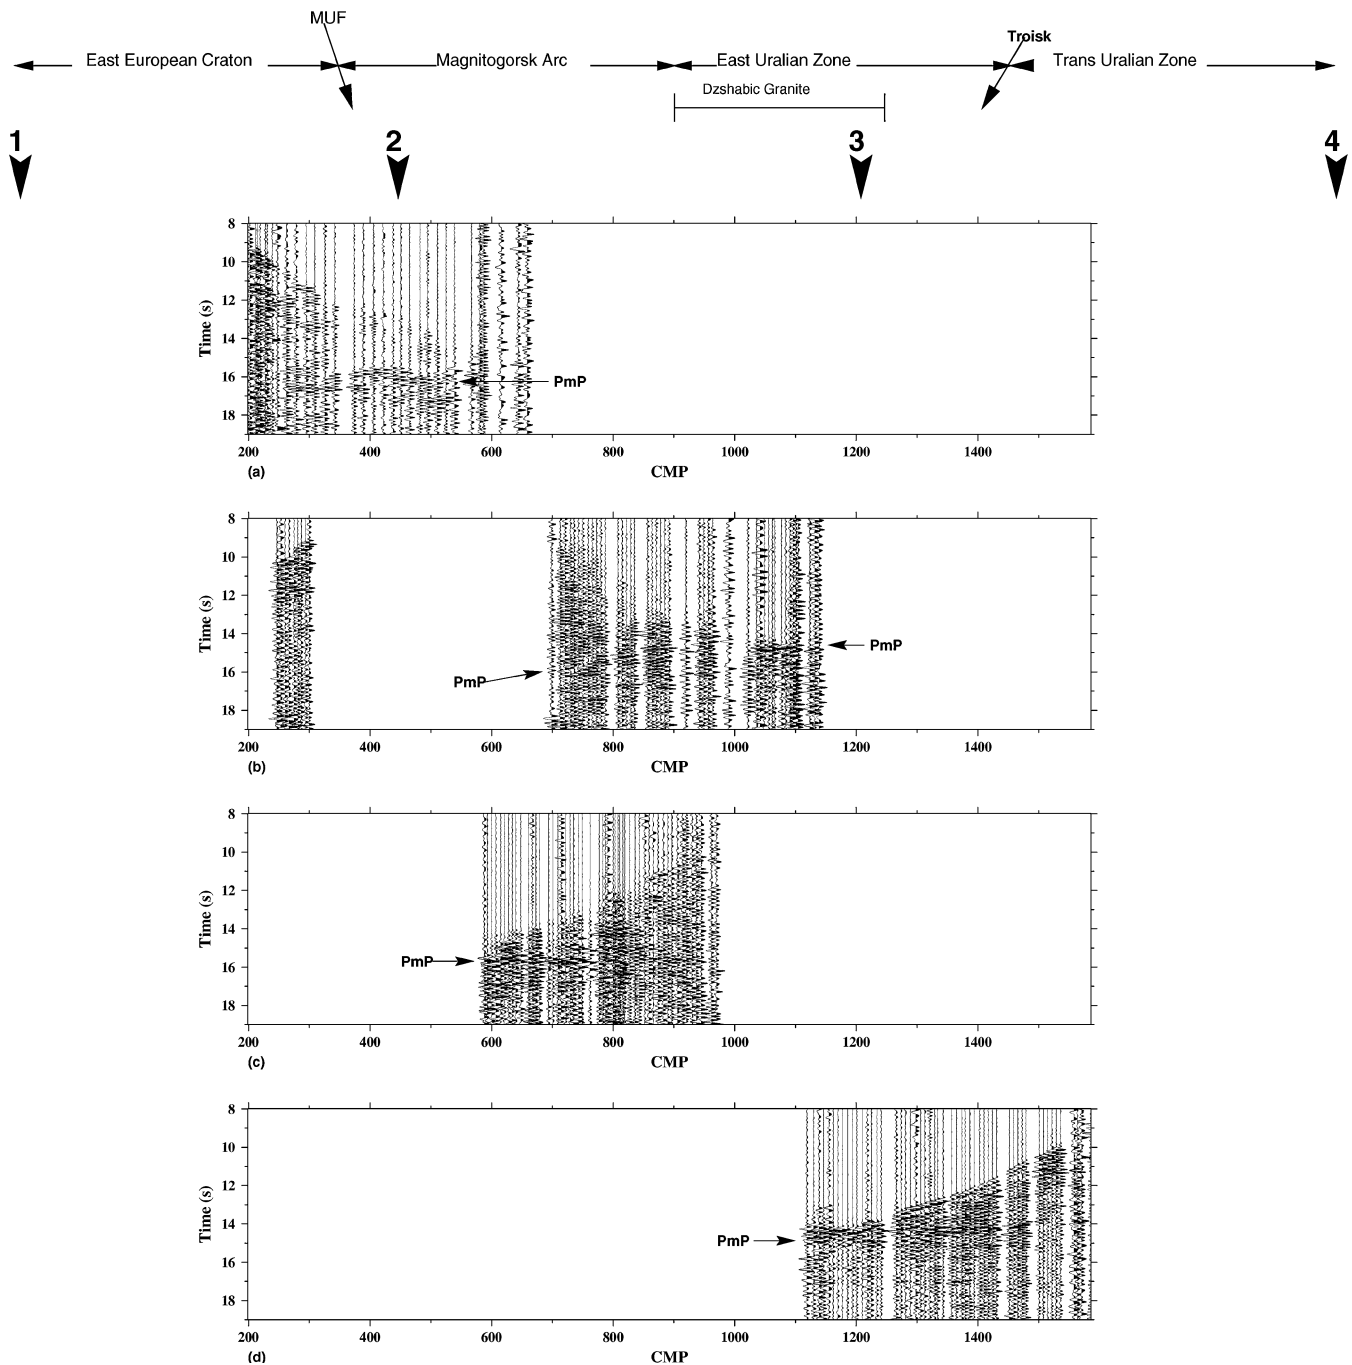 MUF
Troisk
East European Craton
Magnitogorsk Arc
East Uralian Zone
Trans Uralian Zone
Dzshabic Granite
1 2 3 4
8
10
12
14
16
18
Time (s)
PmP
200 400 600 800 1000 1200 1400
(a) CMP
8
10
12
14
16
18
Time (s)
PmP
PmP
200 400 600 800 1000 1200 1400
(b) CMP
8
10
12
14
16
18
Time (s)
PmP
200 400 600 800 1000 1200 1400
(c) CMP
8
10
12
14
16
18
Time (s)
PmP
200 400 600 800 1000 1200 1400
(d) CMP